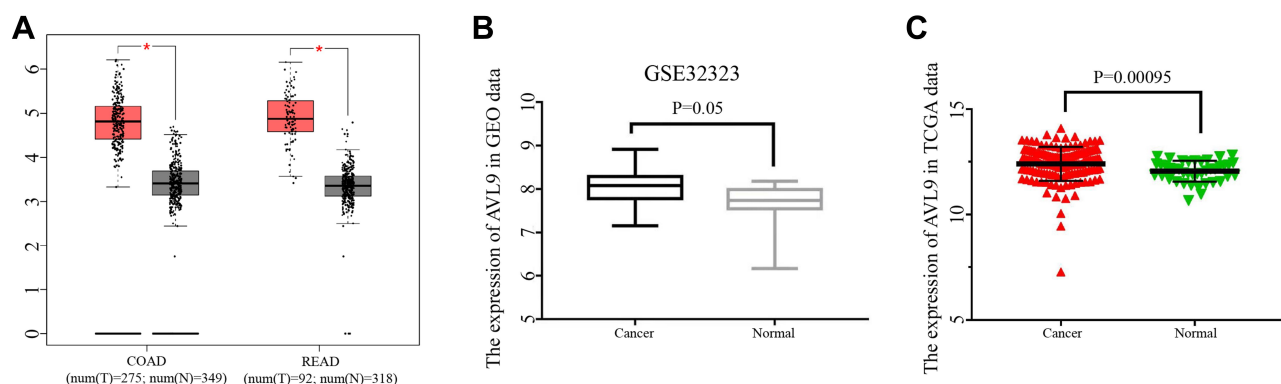 A
*
*
6
5
4
3
2
1
0
COAD
READ
(num(T)=275; num(N)=349)
(num(T)=92; num(N)=318)
B
GSE32323
P=0.05
The expression of AVL9 in GEO data
10
9
8
7
6
5
Cancer
Normal
C
P=0.00095
The expression of AVL9 in TCGA data
15
10
5
Cancer
Normal